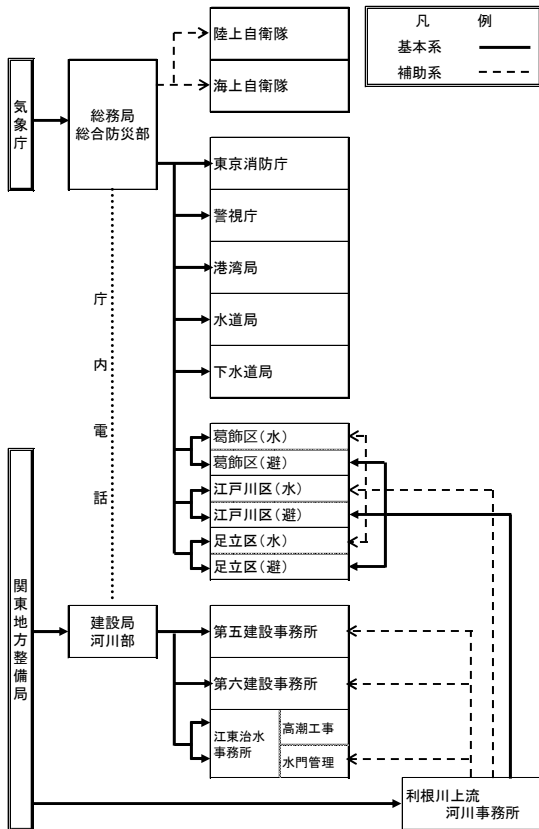 陸上自衛隊
海上自衛隊
凡　例
基本系
補助系
気象庁
総務局
総合防災部
東京消防庁
警視庁
港湾局
水道局
下水道局
庁内電話
葛飾区(水)
葛飾区(避)
江戸川区(水)
江戸川区(避)
足立区(水)
足立区(避)
関東地方整備局
建設局
河川部
第五建設事務所
第六建設事務所
江東治水
事務所
高潮工事
水門管理
利根川上流
河川事務所